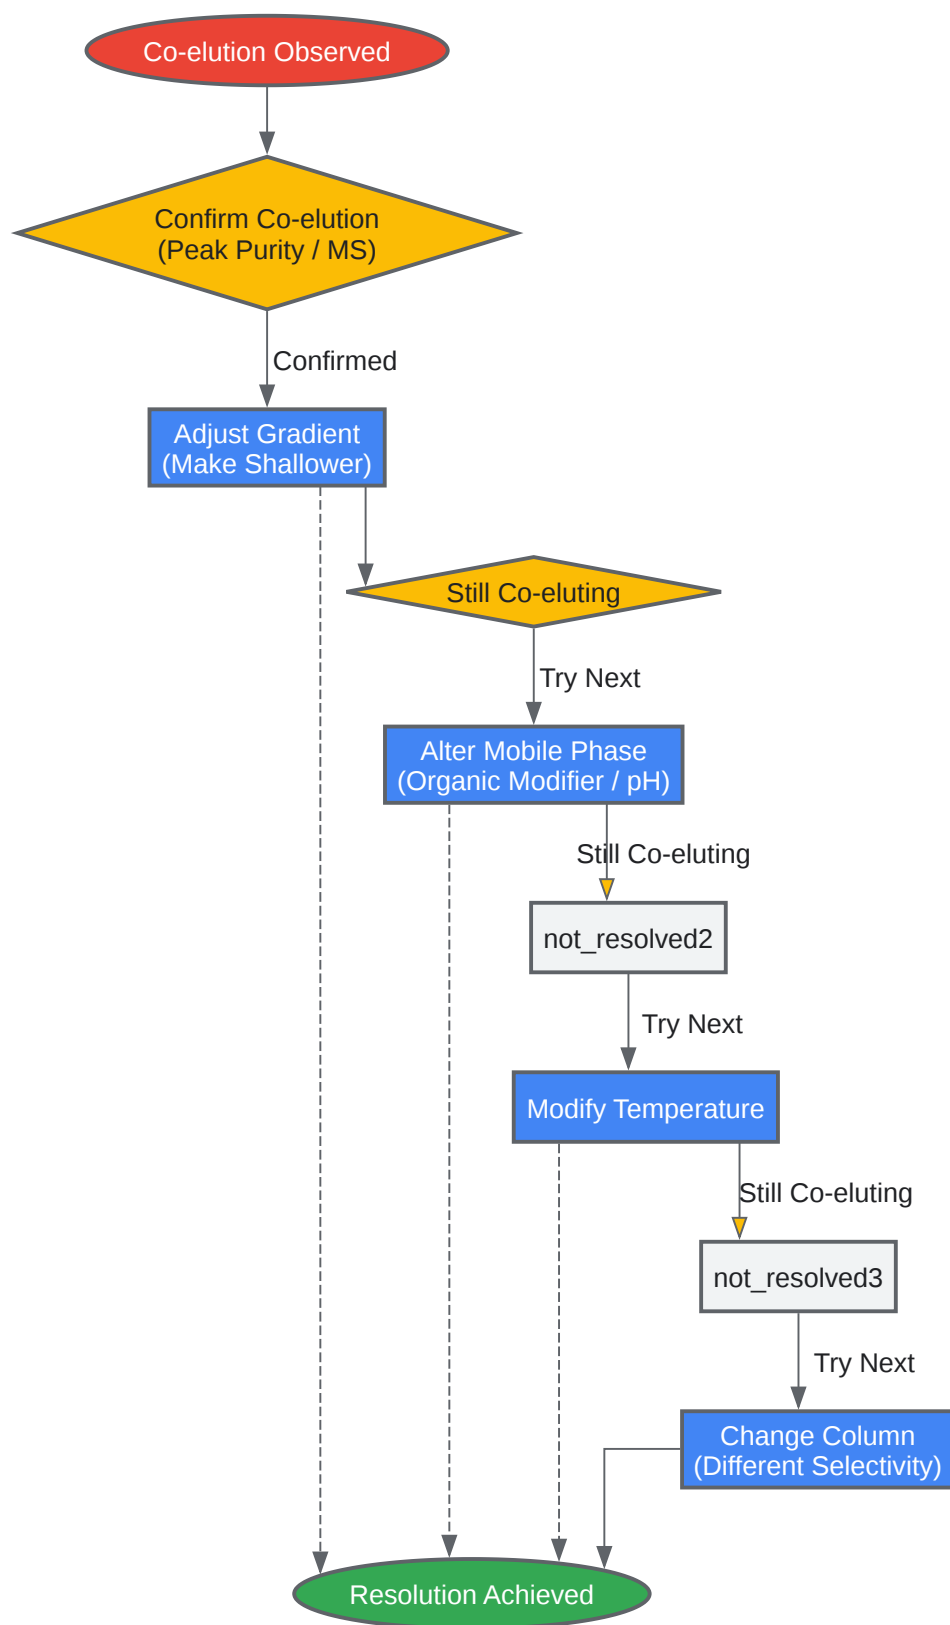 Co-elution Observed
Confirm Co-elution
(Peak Purity / MS)
Confirmed
Adjust Gradient
(Make Shallower)
Still Co-eluting
Try Next
Alter Mobile Phase
(Organic Modifier / pH)
Still Co-eluting
not_resolved2
Try Next
Modify Temperature
Still Co-eluting
not_resolved3
Try Next
Change Column
(Different Selectivity)
Resolution Achieved